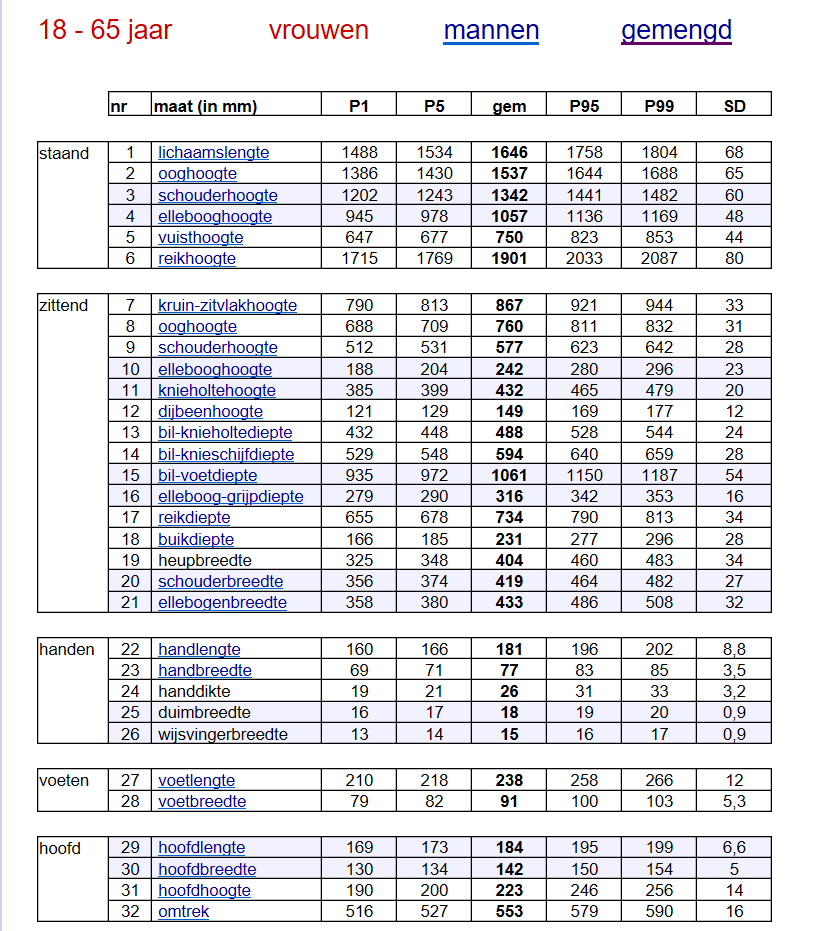 18 - 65 jaar vrouwen mannen gemengd
nr maat (in mm) P1 P5 gem P95 P99 SD
staand 1 lichaamslengte 1488 1534 1646 1758 1804 68
2 ooghoogte 1386 1430 1537 1644 1688 65
3 schouderhoogte 1202 1243 1342 1441 1482 60
4 ellebooghoogte 945 978 1057 1136 1169 48
5 vuisthoogte 647 677 750 823 853 44
6 reikhoogte 1715 1769 1901 2033 2087 80
zittend 7 kruin-zitvlakhoogte 790 813 867 921 944 33
8 ooghoogte 688 709 760 811 832 31
9 schouderhoogte 512 531 577 623 642 28
10 ellebooghoogte 188 204 242 280 296 23
11 knieholtehoogte 385 399 432 465 479 20
12 dijbeenhoogte 121 129 149 169 177 12
13 bil-knieholtediepte 432 448 488 528 544 24
14 bil-knieschijfdiepte 529 548 594 640 659 28
15 bil-voetdiepte 935 972 1061 1150 1187 54
16 elleboog-grijpdiepte 279 290 316 342 353 16
17 reikdiepte 655 678 734 790 813 34
18 buikdiepte 166 185 231 277 296 28
19 heupbreedte 325 348 404 460 483 34
20 schouderbreedte 356 374 419 464 482 27
21 ellebogenbreedte 358 380 433 486 508 32
handen 22 handlengte 160 166 181 196 202 8,8
23 handbreedte 69 71 77 83 85 3,5
24 handdikte 19 21 26 31 33 3,2
25 duimbreedte 16 17 18 19 20 0,9
26 wijsvingerbreedte 13 14 15 16 17 0,9
voeten 27 voetlengte 210 218 238 258 266 12
28 voetbreedte 79 82 91 100 103 5,3
hoofd 29 hoofdlengte 169 173 184 195 199 6,6
30 hoofdbreedte 130 134 142 150 154 5
31 hoofdhoogte 190 200 223 246 256 14
32 omtrek 516 527 553 579 590 16